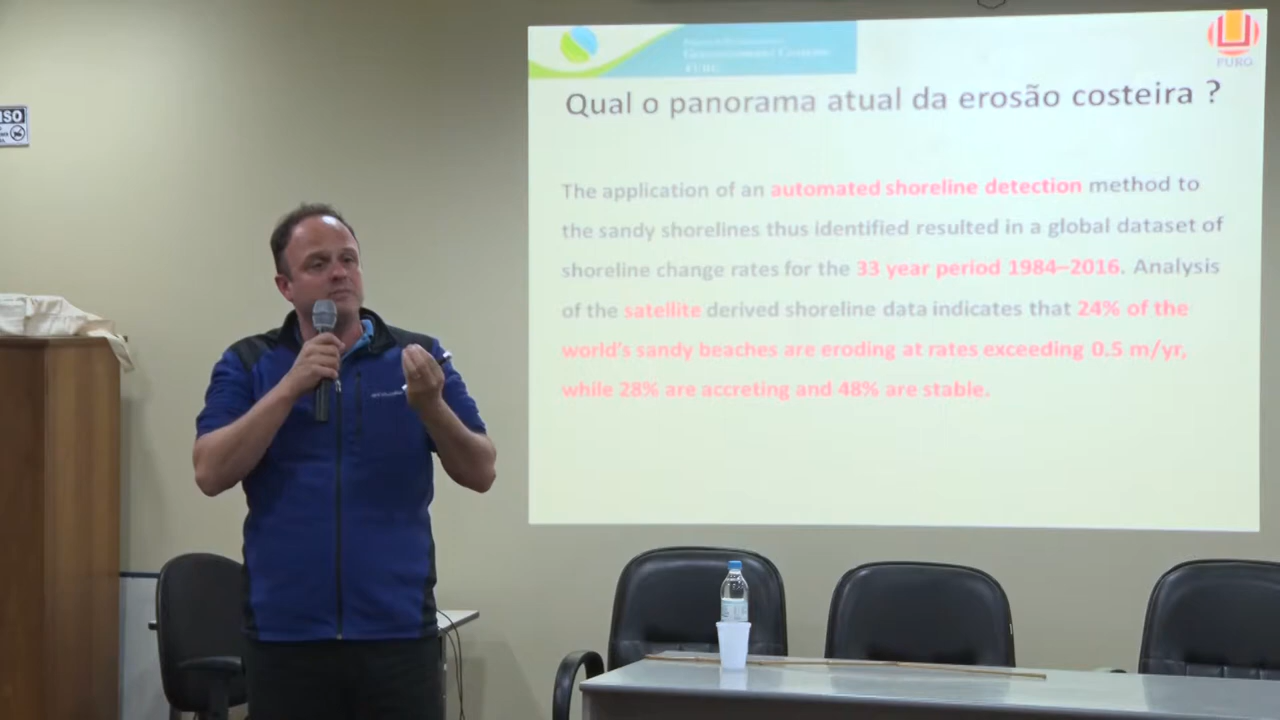 Gerenciamento Costeiro
FURG
FURG
Qual o panorama atual da erosão costeira ?
The application of an automated shoreline detection method to
the sandy shorelines thus identified resulted in a global dataset of
shoreline change rates for the 33 year period 1984–2016. Analysis
of the satellite derived shoreline data indicates that 24% of the
world's sandy beaches are eroding at rates exceeding 0.5 m/yr,
while 28% are accreting and 48% are stable.